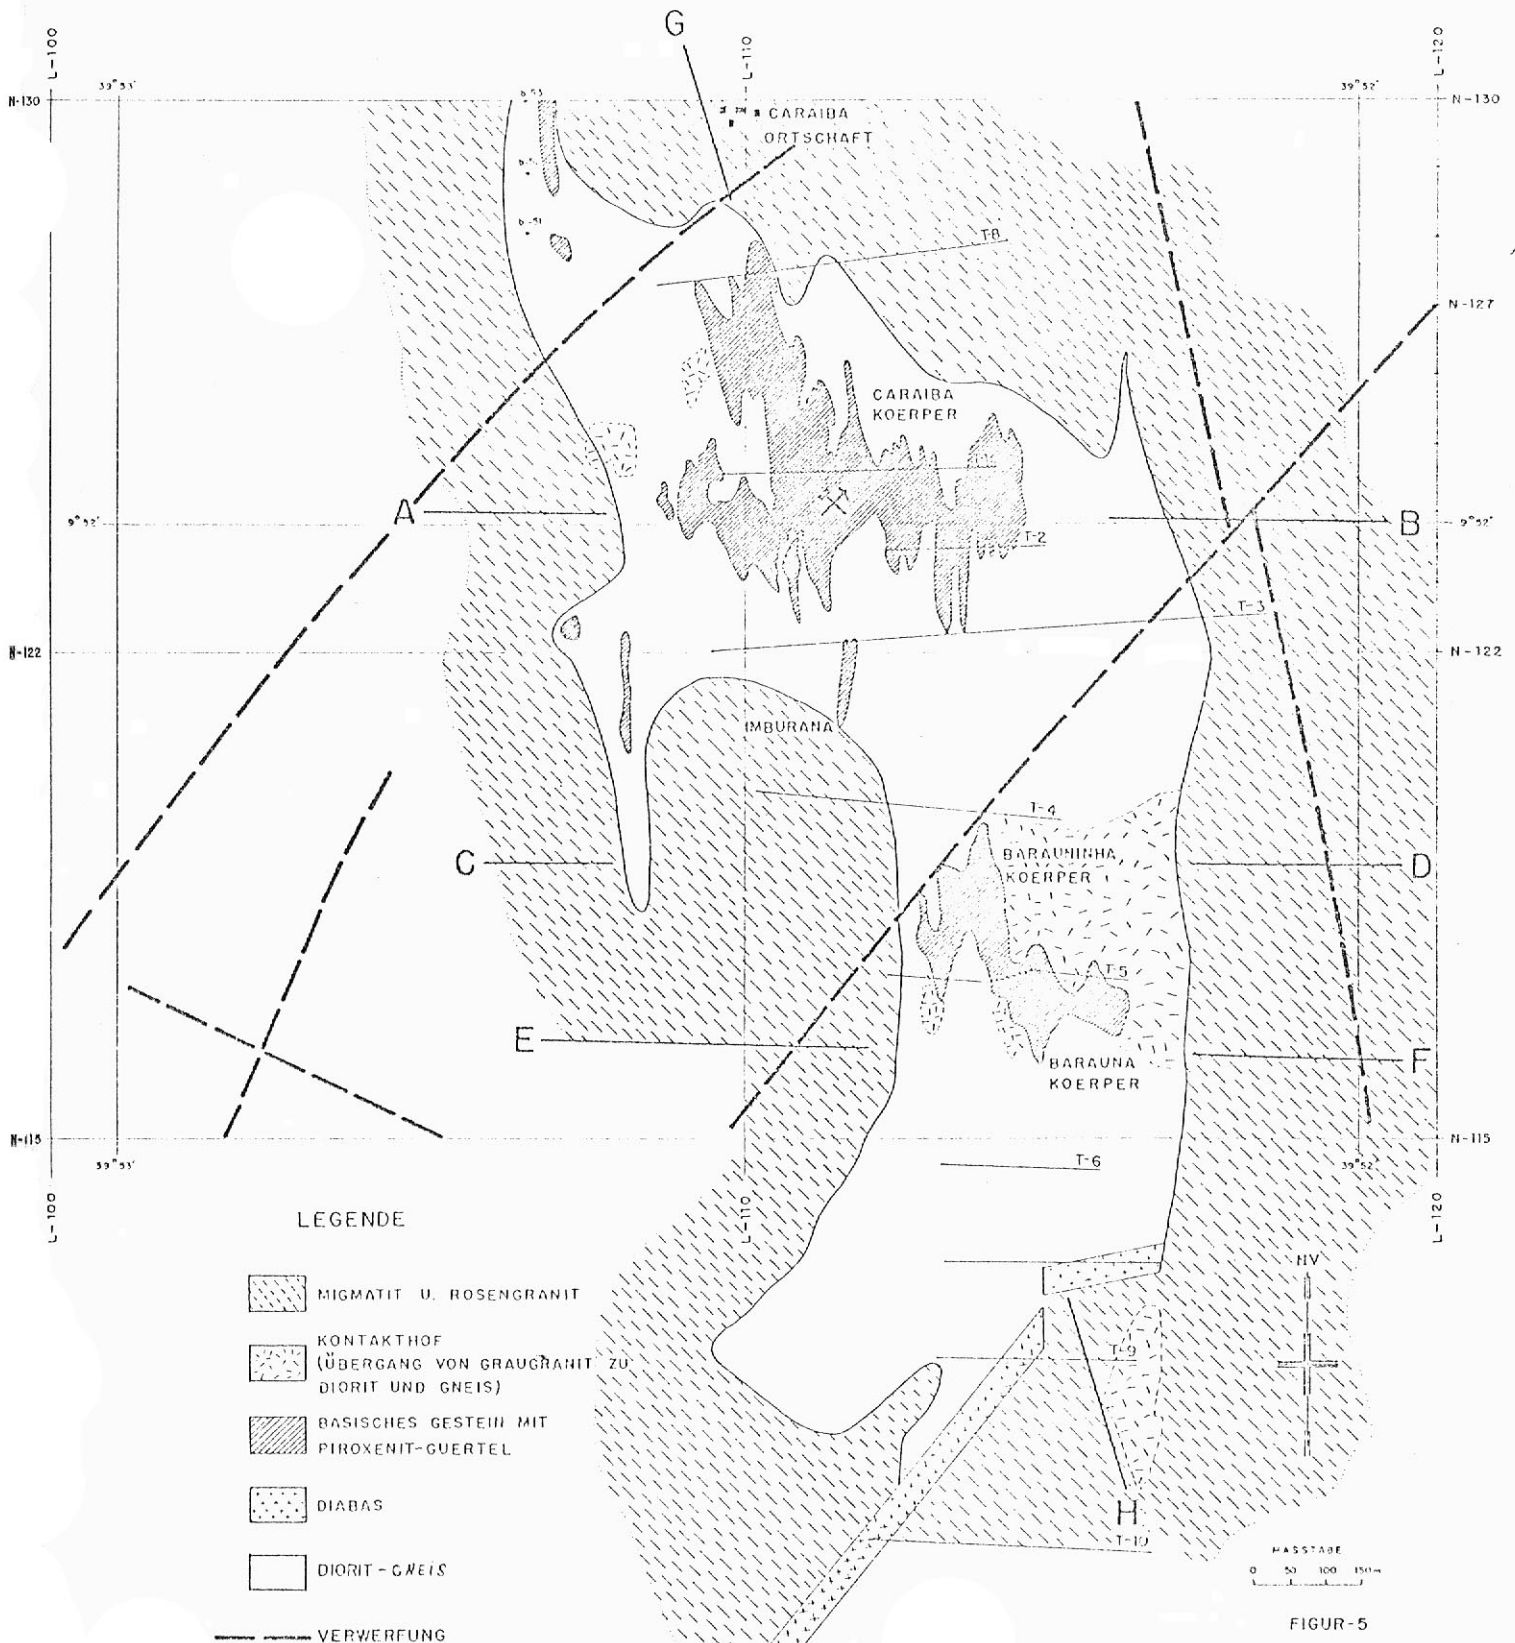 G
L-100
L-110
L-120
39°53'
39°52'
N-130
b-53
CARAIBA
ORTSCHAFT
N-130
b-51
T-8
N-127
CARAIBA
KOERPER
A
B
9°52'
9°52'
T-2
T-3
N-122
N-122
IMBURANA
T-4
BARAUNINHA
KOERPER
C
D
T-5
E
F
BARAUNA
KOERPER
N-115
N-115
39°53'
39°52'
T-6
L-100
L-110
L-120
LEGENDE
NV
MIGMATIT U. ROSENGRANIT
KONTAKTHOF
(ÜBERGANG VON GRAUGRANIT ZU
DIORIT UND GNEIS)
T-9
BASISCHES GESTEIN MIT
PIROXENIT-GUERTEL
DIABAS
H
T-10
MASSTABE
0 50 100 150m
DIORIT-GNEIS
FIGUR-5
VERWERFUNG